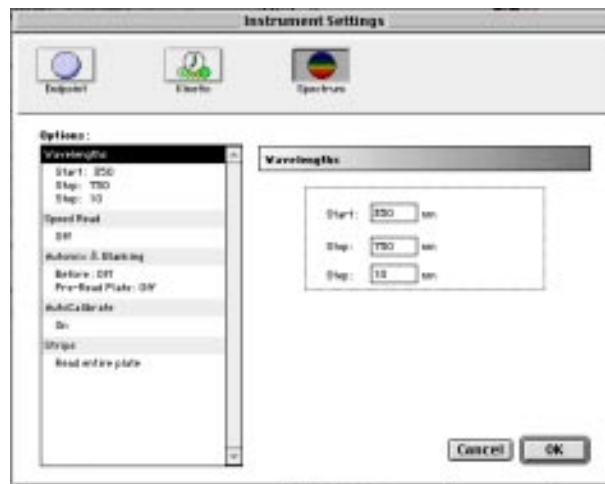 Instrument Settings
Endpoint
Kinetic
Spectrum
Options:
Wavelengths
Start: 350
Stop: 750
Step: 10
Speed Read
Off
Automix & Blanking
Before: Off
Pre-Read Plate: Off
AutoCalibrate
On
Strips
Read entire plate
Wavelengths
Start: 350 nm
Stop: 750 nm
Step: 10 nm
Cancel
OK